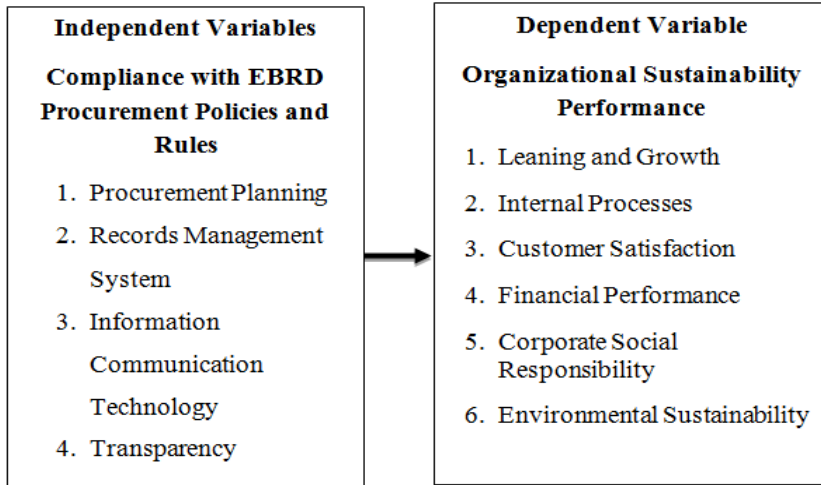 Independent Variables
Compliance with EBRD
Procurement Policies and
Rules
1. Procurement Planning
2. Records Management
System
3. Information
Communication
Technology
4. Transparency
Dependent Variable
Organizational Sustainability
Performance
1. Leaning and Growth
2. Internal Processes
3. Customer Satisfaction
4. Financial Performance
5. Corporate Social
Responsibility
6. Environmental Sustainability